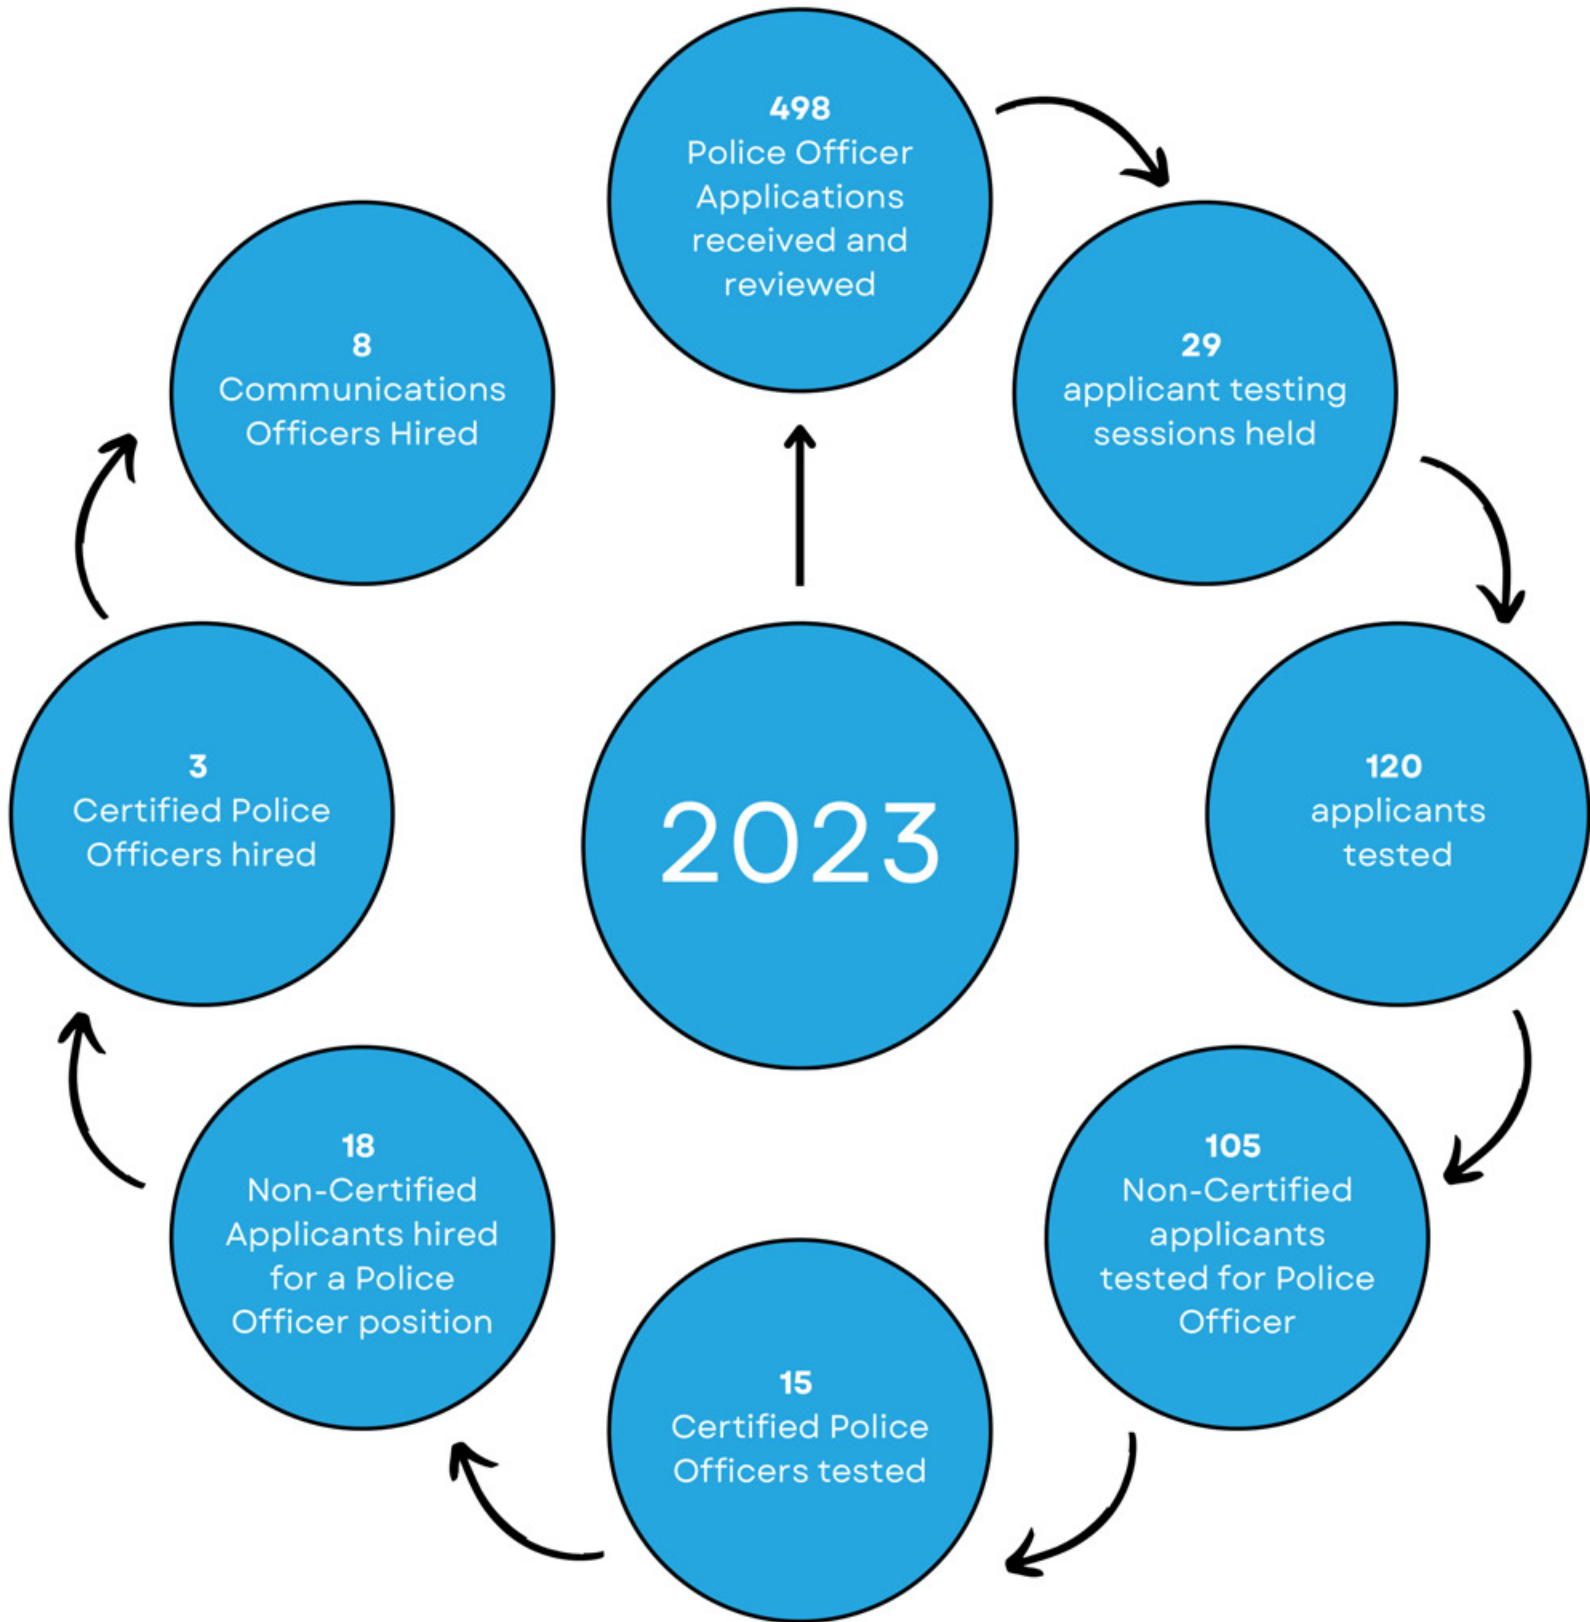 498
Police Officer
Applications
received and
reviewed
29
applicant testing
sessions held
120
applicants
tested
105
Non-Certified
applicants
tested for Police
Officer
15
Certified Police
Officers tested
18
Non-Certified
Applicants hired
for a Police
Officer position
3
Certified Police
Officers hired
8
Communications
Officers Hired
2023